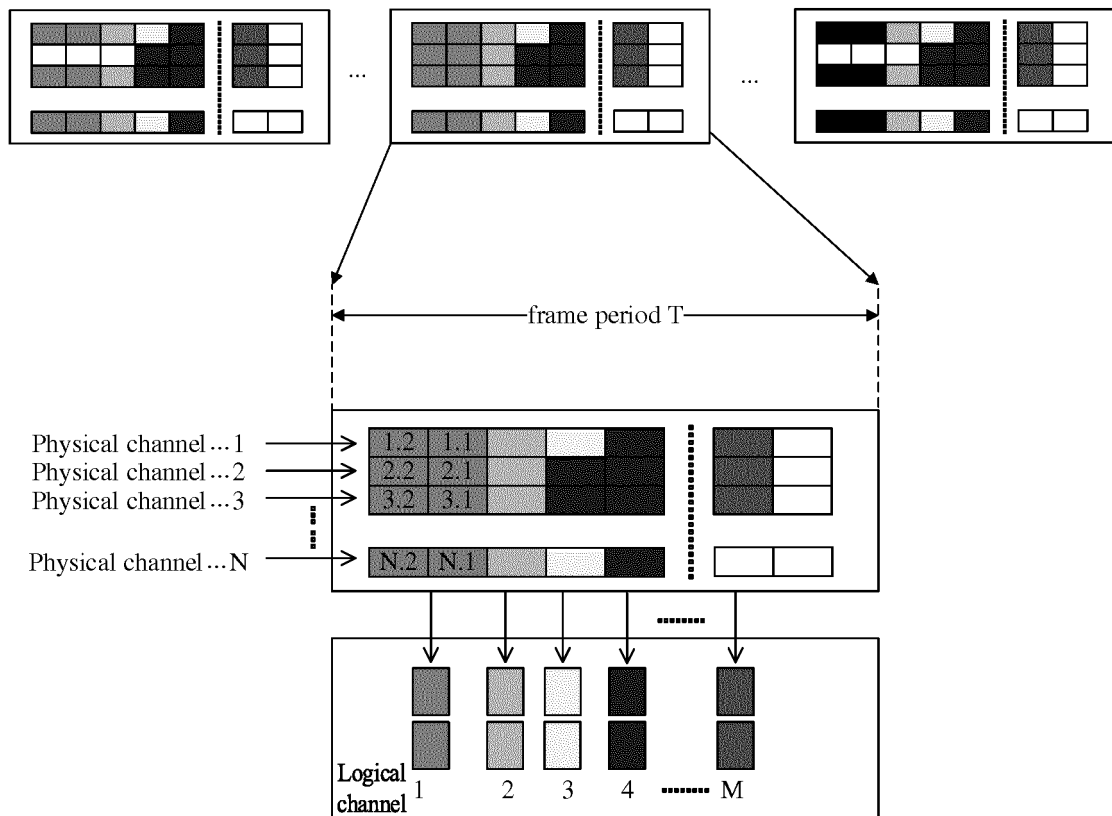 ...
...
frame period T
Physical channel ... 1
1.2 1.1
Physical channel ... 2
2.2 2.1
Physical channel ... 3
3.2 3.1
Physical channel ... N
N.2 N.1
Logical channel
1 2 3 4 M